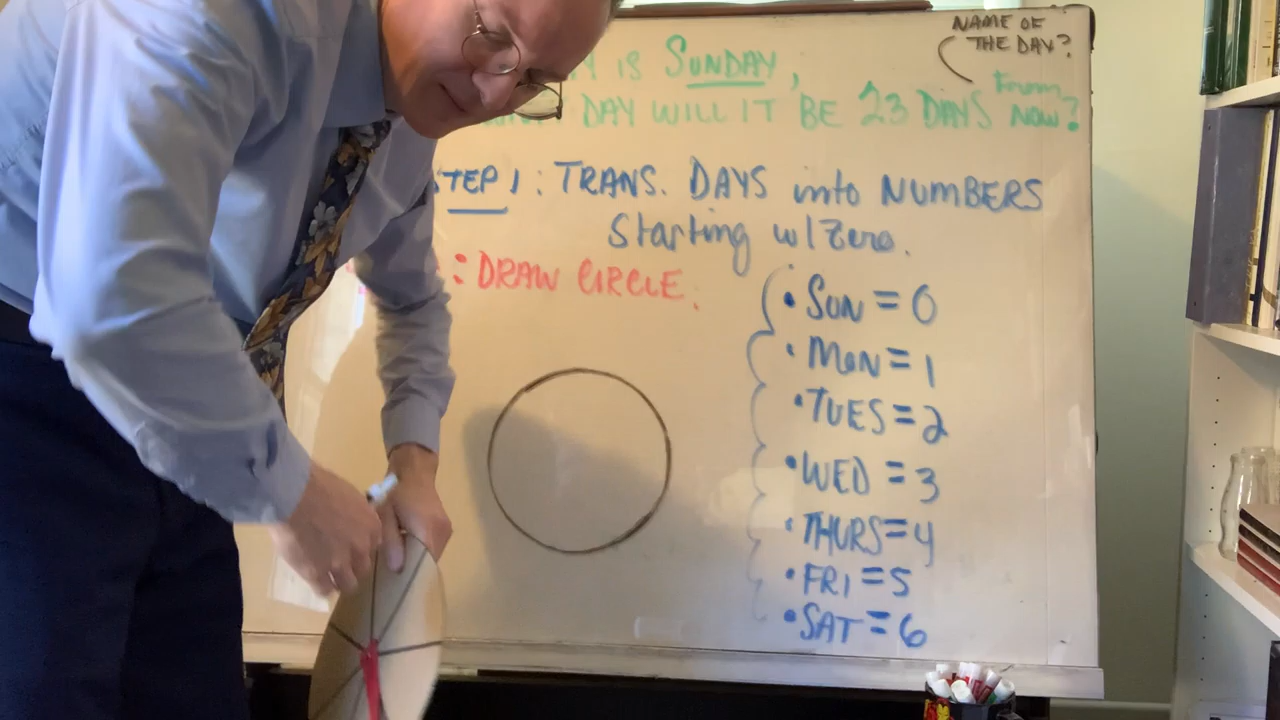 NAME OF
THE DAY?
IS SUNDAY,
DAY WILL IT BE 23 DAYS From NOW?
STEP 1: TRANS. DAYS into NUMBERS
Starting w/Zero.
: DRAW CIRCLE.
• SUN = 0
• MON = 1
• TUES = 2
• WED = 3
• THURS = 4
• FRI = 5
• SAT = 6